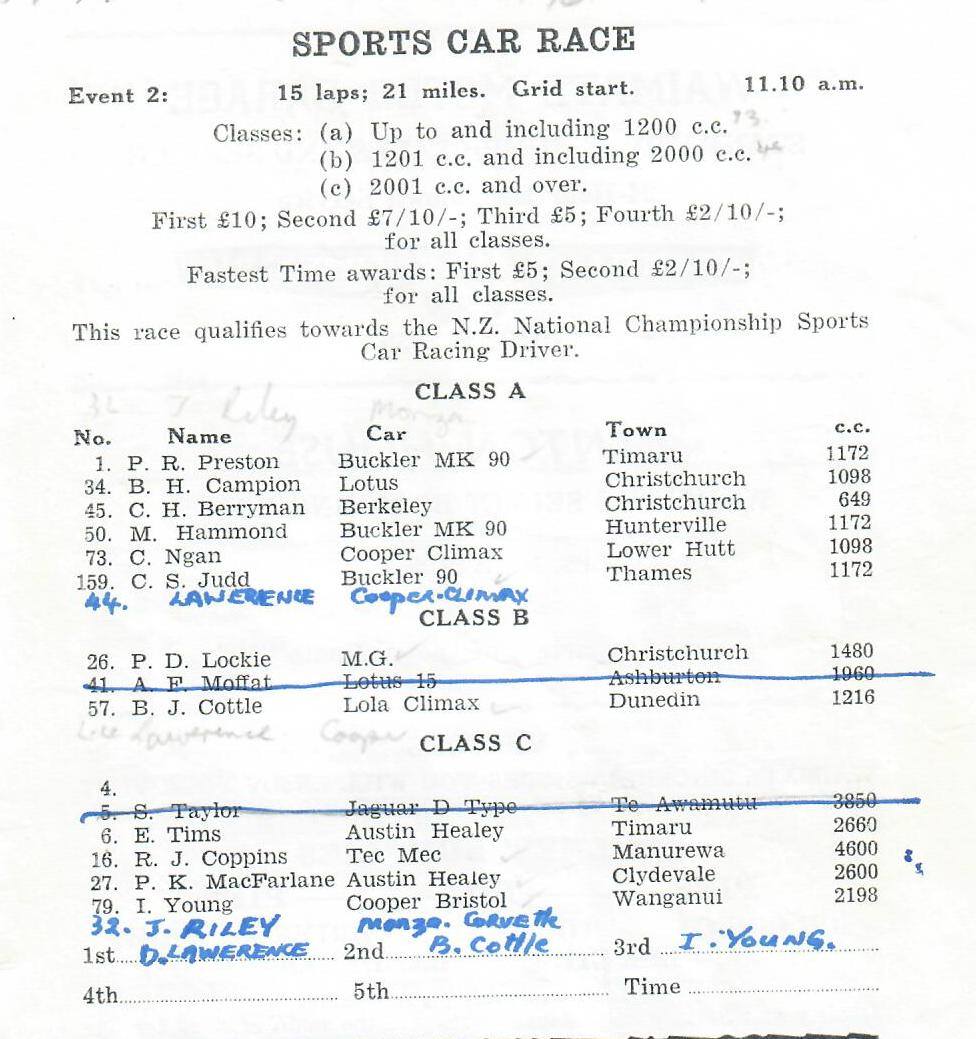 SPORTS CAR RACE
Event 2: 15 laps; 21 miles. Grid start. 11.10 a.m.
Classes: (a) Up to and including 1200 c.c.
(b) 1201 c.c. and including 2000 c.c.
(c) 2001 c.c. and over.
First £10; Second £7/10/-; Third £5; Fourth £2/10/-;
for all classes.
Fastest Time awards: First £5; Second £2/10/-;
for all classes.
This race qualifies towards the N.Z. National Championship Sports
Car Racing Driver.
CLASS A
32 J Riley Monza
No. Name Car Town c.c.
1. P. R. Preston Buckler MK 90 Timaru 1172
34. B. H. Campion Lotus Christchurch 1098
45. C. H. Berryman Berkeley Christchurch 649
50. M. Hammond Buckler MK 90 Hunterville 1172
73. C. Ngan Cooper Climax Lower Hutt 1098
159. C. S. Judd Buckler 90 Thames 1172
44. LAWERENCE Cooper-CLIMAX
CLASS B
26. P. D. Lockie M.G. Christchurch 1480
41. A. F. Moffat Lotus 15 Ashburton 1960
57. B. J. Cottle Lola Climax Dunedin 1216
Lawerence Cooper
CLASS C
4.
5. S. Taylor Jaguar D Type Te Awamutu 3850
6. E. Tims Austin Healey Timaru 2660
16. R. J. Coppins Tec Mec Manurewa 4600
27. P. K. MacFarlane Austin Healey Clydevale 2600
79. I. Young Cooper Bristol Wanganui 2198
32. J. RILEY Monza. CORVETTE
1st D. LAWERENCE 2nd B. Cottle 3rd I. YOUNG.
4th 5th Time